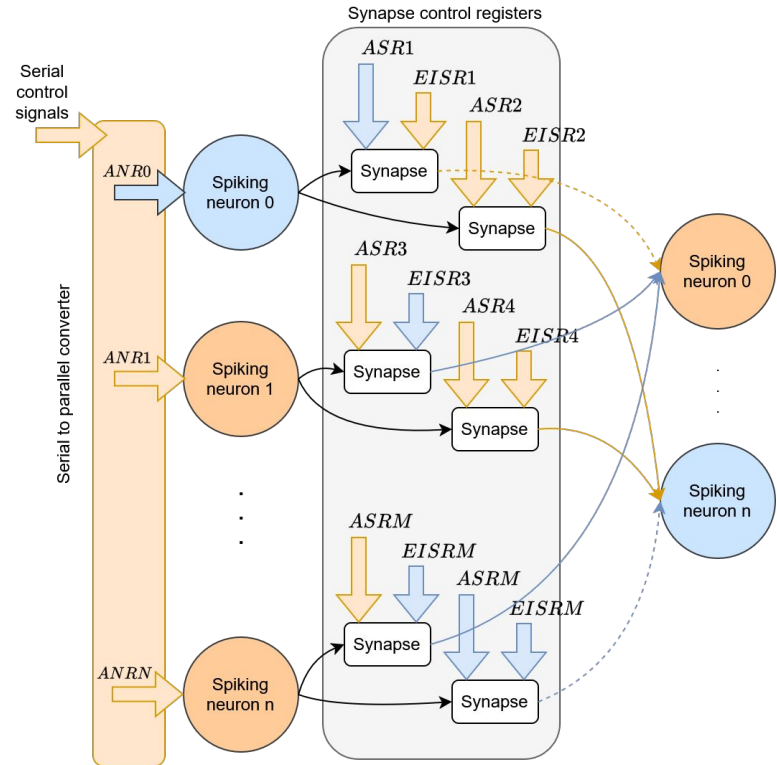 Synapse control registers
Serial
control
signals
ASR1
EISR1
ASR2
EISR2
ANR0
Spiking
neuron 0
Synapse
Synapse
Spiking
neuron 0
ASR3
EISR3
ASR4
EISR4
ANR1
Spiking
neuron 1
Synapse
Synapse
Serial to parallel converter
Spiking
neuron n
ASRM
EISRM
ASRM
EISRM
ANRN
Spiking
neuron n
Synapse
Synapse